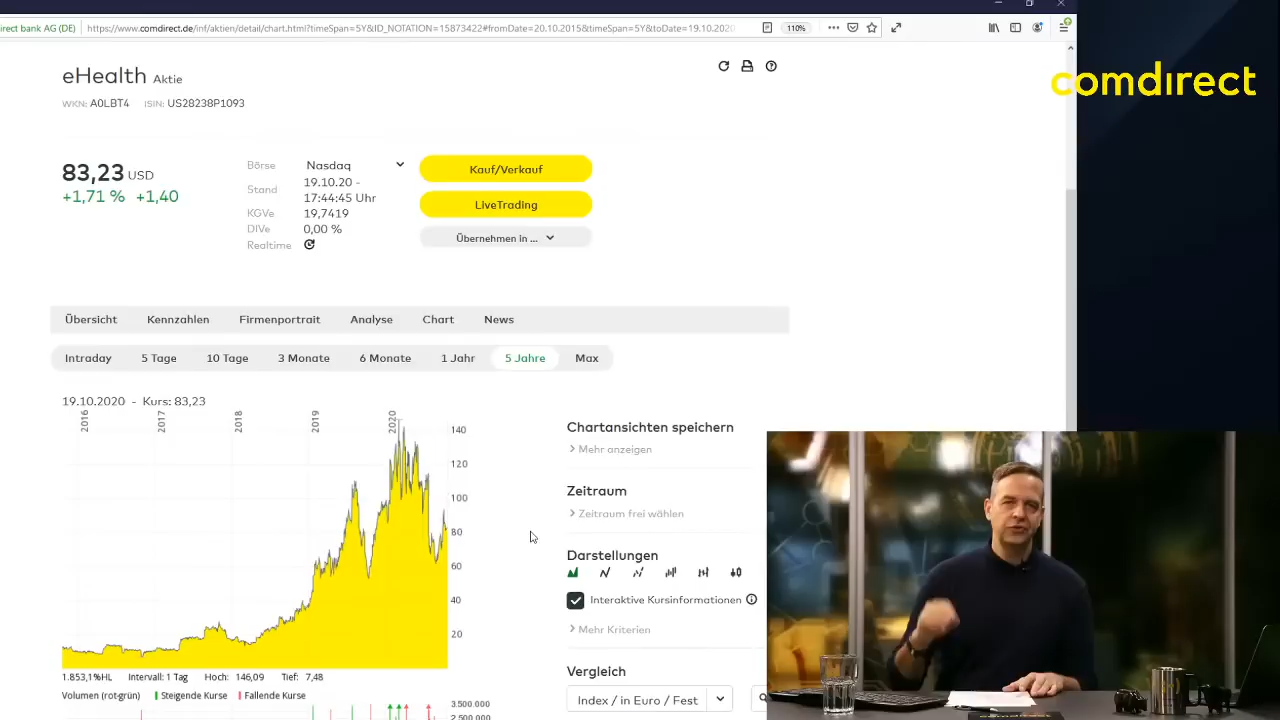 irect bank AG (DE)
https://www.comdirect.de/inf/aktien/detail/chart.html?timeSpan=5Y&ID_NOTATION=15873422#fromDate=20.10.2015&timeSpan=5Y&toDate=19.10.2020
110%
comdirect
eHealth Aktie
WKN: A0LBT4 ISIN: US28238P1093
83,23 USD
+1,71 % +1,40
Börse Nasdaq
Stand 19.10.20 -
17:44:45 Uhr
KGVe 19,7419
DIVe 0,00 %
Realtime
Kauf/Verkauf
LiveTrading
Übernehmen in ...
Übersicht Kennzahlen Firmenportrait Analyse Chart News
Intraday 5 Tage 10 Tage 3 Monate 6 Monate 1 Jahr 5 Jahre Max
19.10.2020 - Kurs: 83,23
2016 2017 2018 2019 2020
140
120
100
80
60
40
20
1.853,1%HL Intervall: 1 Tag Hoch: 146,09 Tief: 7,48
Volumen (rot-grün) Steigende Kurse Fallende Kurse
3.500.000
2.500.000
Chartansichten speichern
Mehr anzeigen
Zeitraum
Zeitraum frei wählen
Darstellungen
Interaktive Kursinformationen
Mehr Kriterien
Vergleich
Index / in Euro / Fest
comdirect